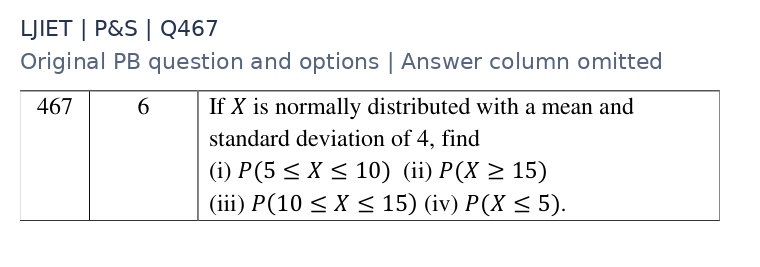 LJIET | P&S | Q467
Original PB question and options | Answer column omitted
467 6 If X is normally distributed with a mean and
standard deviation of 4, find
(i) P(5 ≤ X ≤ 10) (ii) P(X ≥ 15)
(iii) P(10 ≤ X ≤ 15) (iv) P(X ≤ 5).